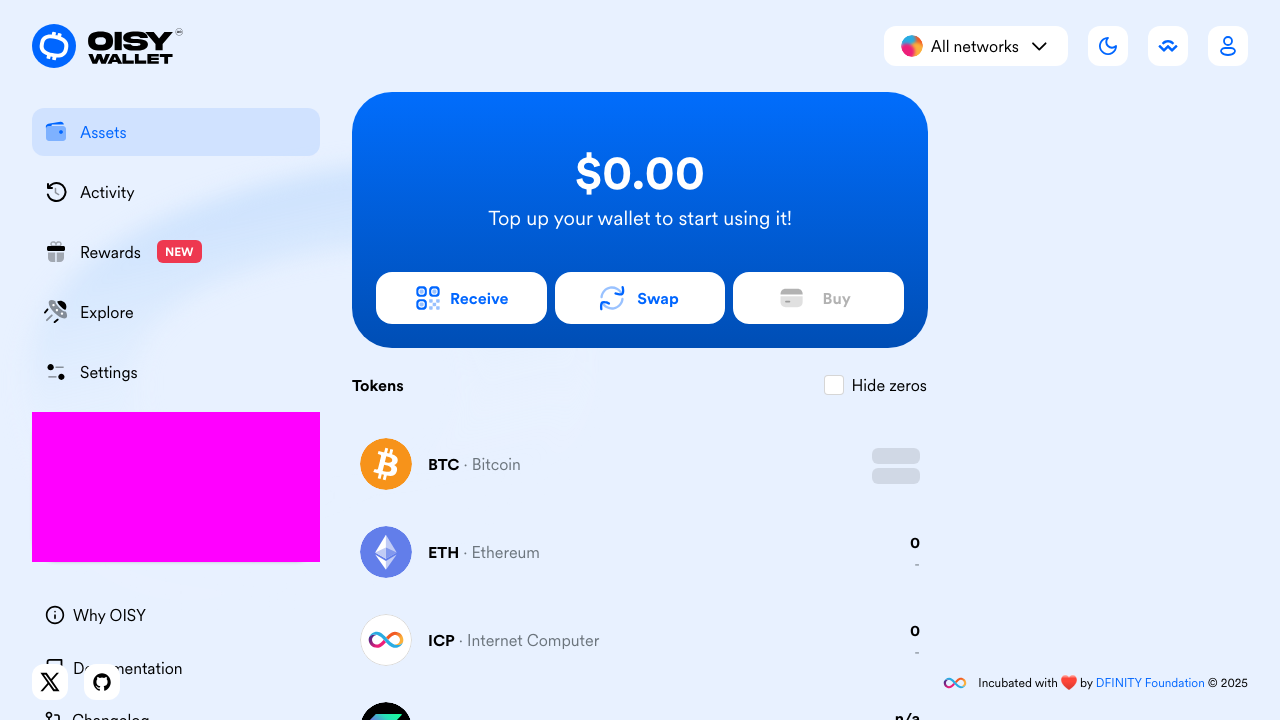 OISY
WALLET
All networks
Assets
Activity
Rewards NEW
Explore
Settings
$0.00
Top up your wallet to start using it!
Receive
Swap
Buy
Tokens
Hide zeros
BTC · Bitcoin
ETH · Ethereum
0
-
ICP · Internet Computer
0
-
n/a
Why OISY
Changelog
Incubated with ❤️ by DFINITY Foundation © 2025